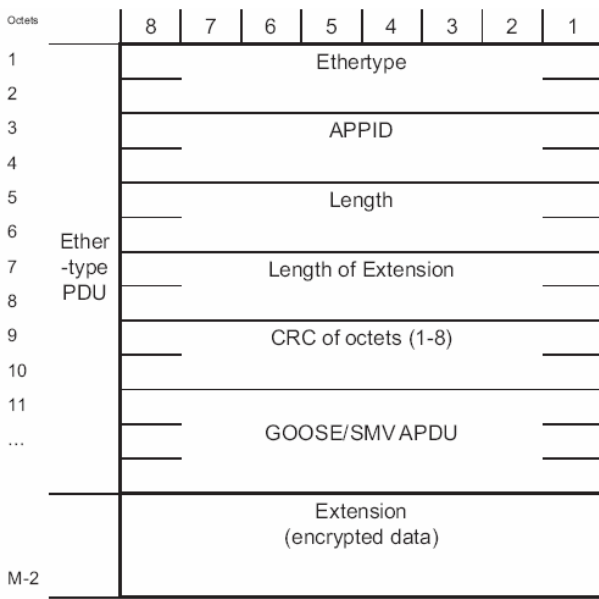 Octets
8 7 6 5 4 3 2 1
1
Ethertype
2
3
APPID
4
5
Length
6
Ether
-type
PDU
7
Length of Extension
8
9
CRC of octets (1-8)
10
11
GOOSE/SMV APDU
...
Extension
(encrypted data)
M-2